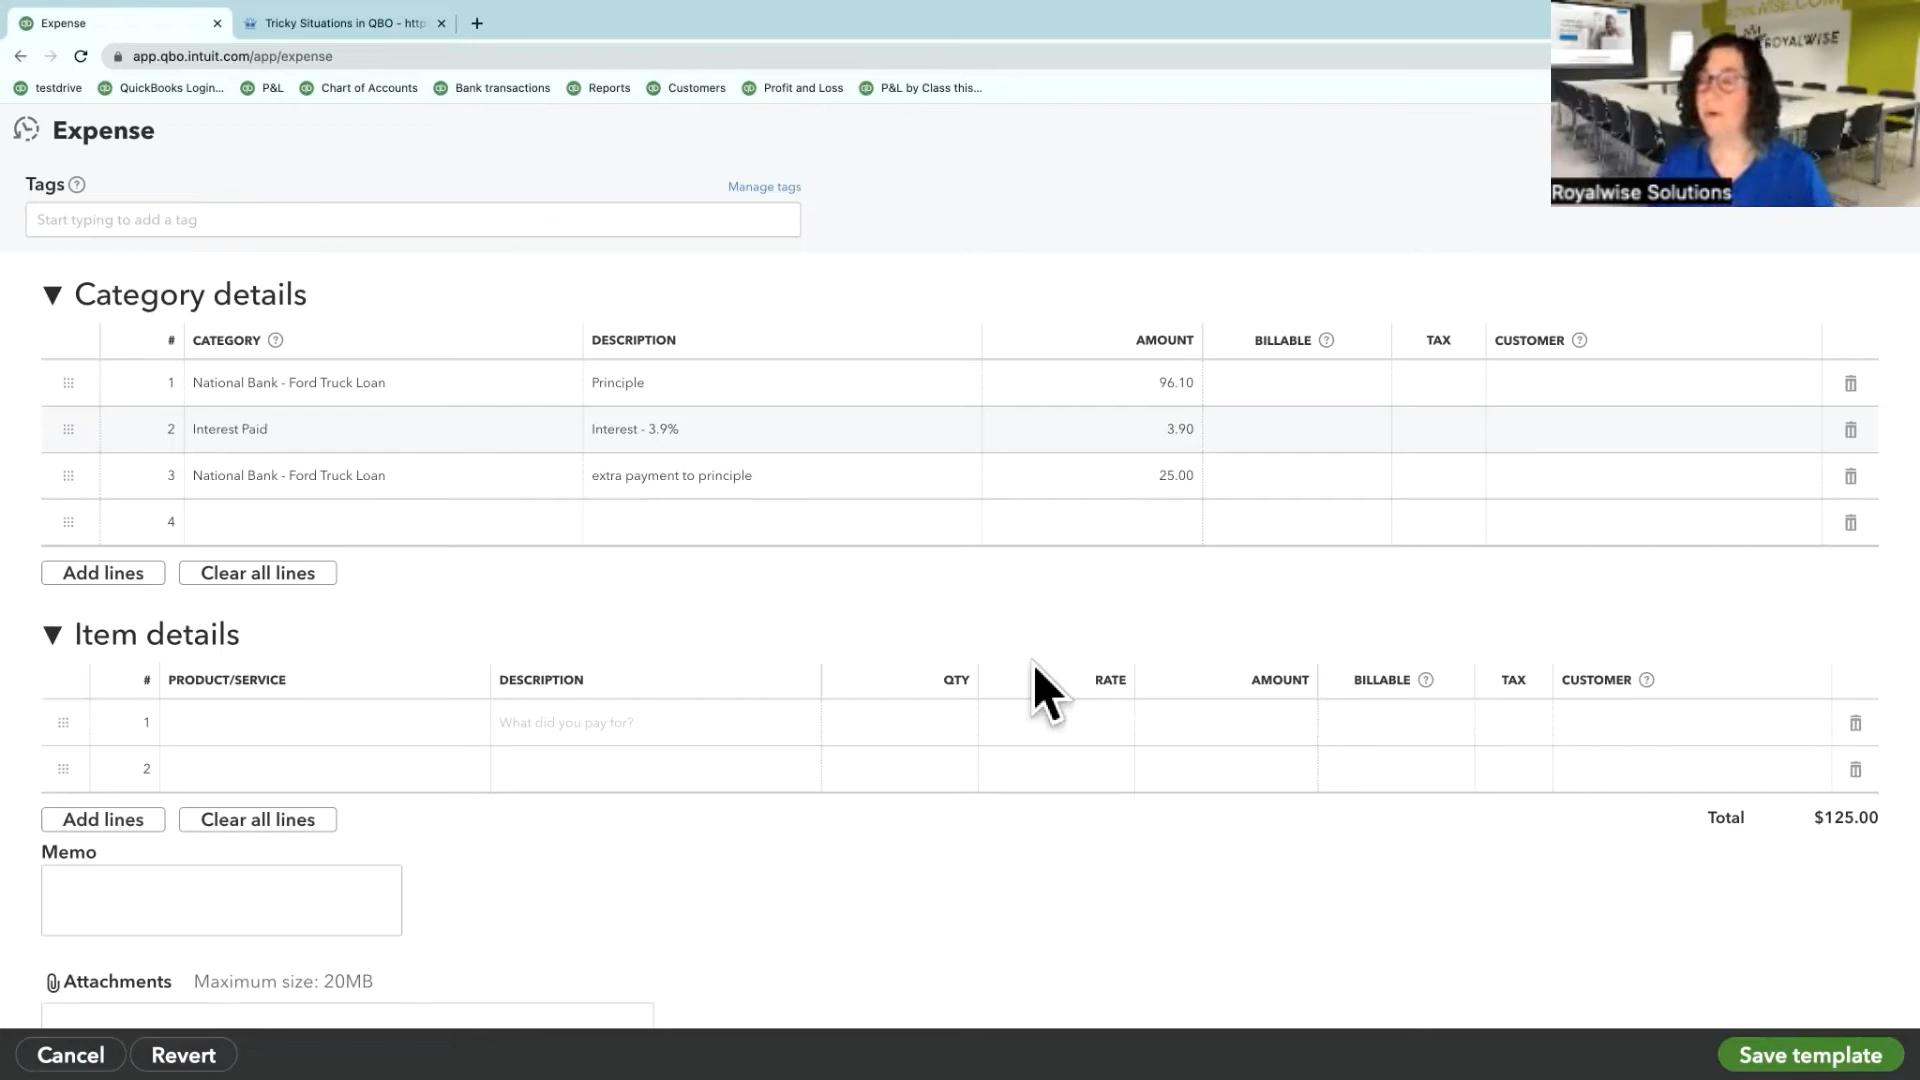 Expense
Tricky Situations in QBO - http
app.qbo.intuit.com/app/expense
testdrive
QuickBooks Login...
P&L
Chart of Accounts
Bank transactions
Reports
Customers
Profit and Loss
P&L by Class this...
ROYALWISE.COM
ROYALWISE
Royalwise Solutions
Expense
Tags
Manage tags
Start typing to add a tag
Category details
# CATEGORY DESCRIPTION AMOUNT BILLABLE TAX CUSTOMER
1 National Bank - Ford Truck Loan Principle 96.10
2 Interest Paid Interest - 3.9% 3.90
3 National Bank - Ford Truck Loan extra payment to principle 25.00
4
Add lines Clear all lines
Item details
# PRODUCT/SERVICE DESCRIPTION QTY RATE AMOUNT BILLABLE TAX CUSTOMER
1 What did you pay for?
2
Add lines Clear all lines
Total $125.00
Memo
Attachments Maximum size: 20MB
Cancel Revert Save template